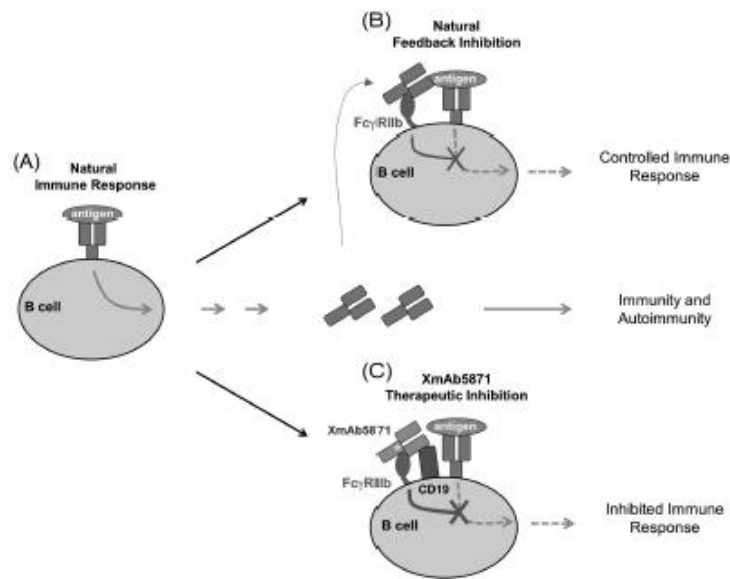 (B)
Natural
Feedback Inhibition
antigen
FcγRIIb
B cell
Controlled Immune
Response
(A)
Natural
Immune Response
antigen
B cell
Immunity and
Autoimmunity
(C)
XmAb5871
Therapeutic Inhibition
XmAb5871
antigen
FcγRIIb
CD19
B cell
Inhibited Immune
Response